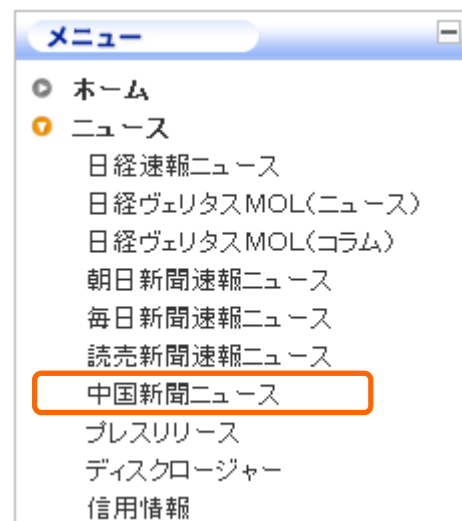 メニュー
ホーム
ニュース
日経速報ニュース
日経ヴェリタスMOL(ニュース)
日経ヴェリタスMOL(コラム)
朝日新聞速報ニュース
毎日新聞速報ニュース
読売新聞速報ニュース
中国新聞ニュース
プレスリリース
ディスクロージャー
信用情報